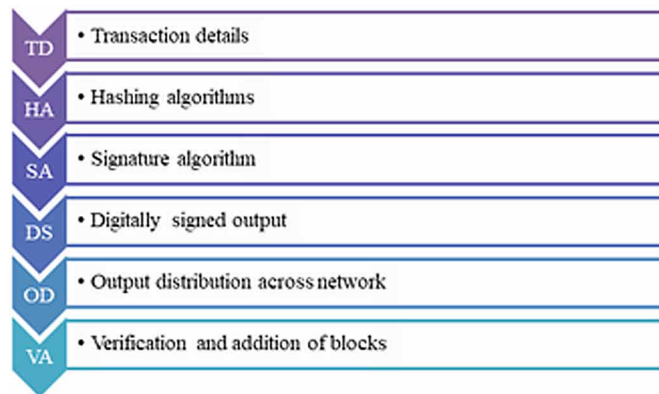 TD
• Transaction details
HA
• Hashing algorithms
SA
• Signature algorithm
DS
• Digitally signed output
OD
• Output distribution across network
VA
• Verification and addition of blocks